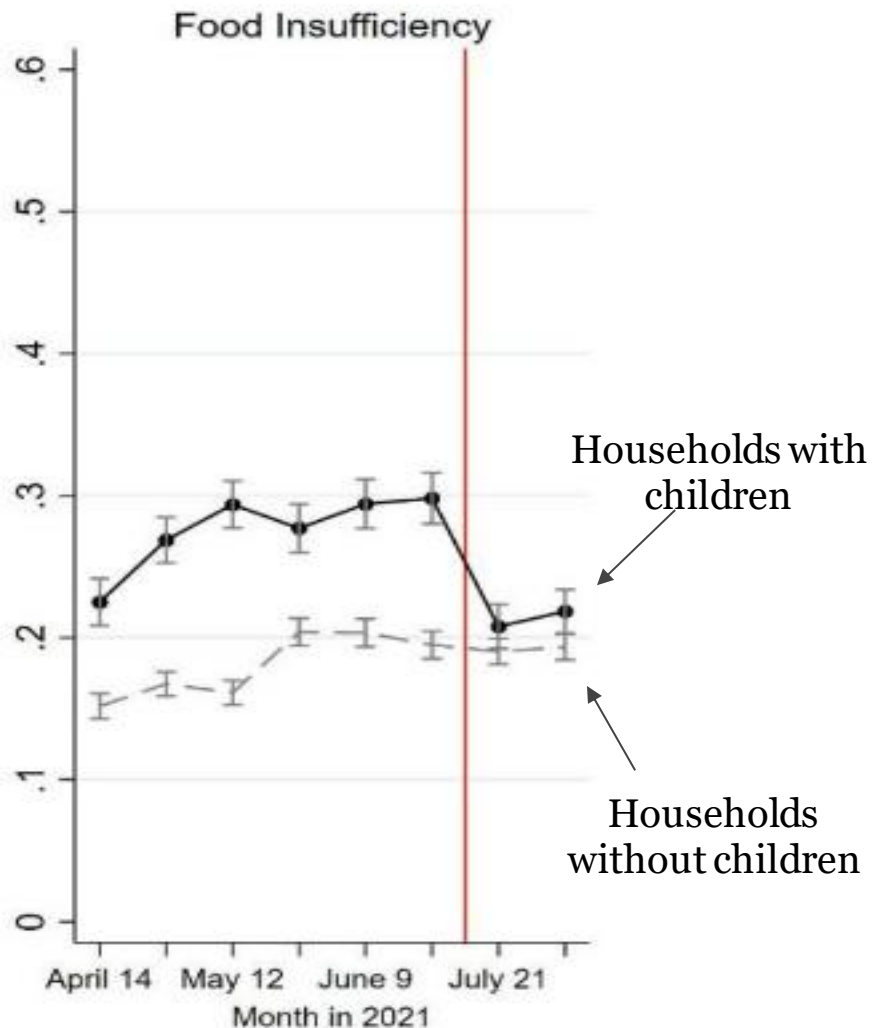 Food Insufficiency
.6
.5
.4
.3
.2
.1
0
Households with
children
Households
without children
April 14 May 12 June 9 July 21
Month in 2021